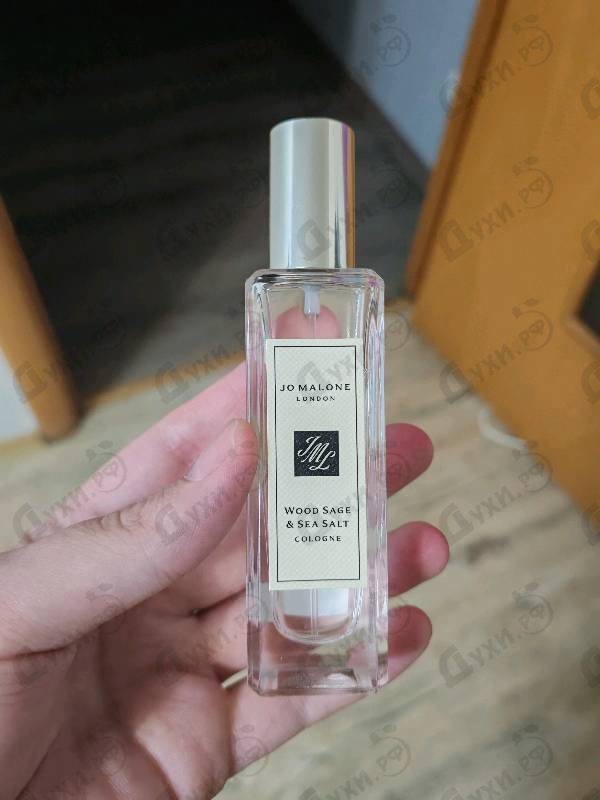 JO MALONE
LONDON
JML
WOOD SAGE
& SEA SALT
COLOGNE
Духи.РФ